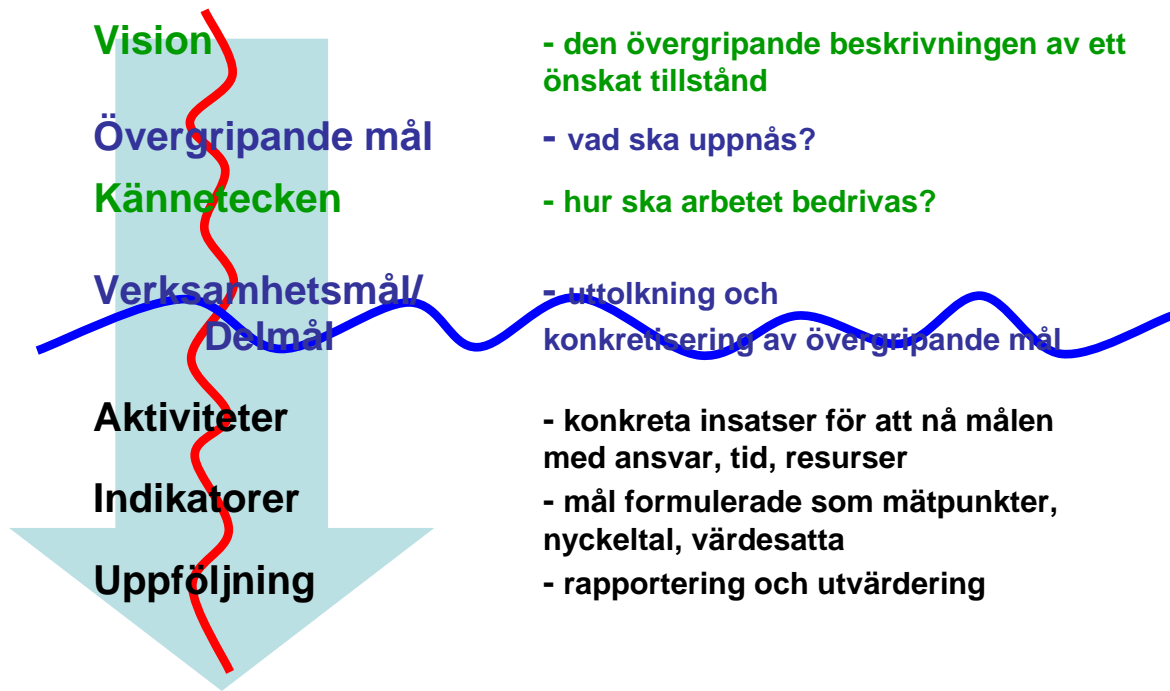 Vision - den övergripande beskrivningen av ett
önskat tillstånd
Övergripande mål - vad ska uppnås?
Kännetecken - hur ska arbetet bedrivas?
Verksamhetsmål/ - uttolkning och
Delmål konkretisering av övergripande mål
Aktiviteter - konkreta insatser för att nå målen
med ansvar, tid, resurser
Indikatorer - mål formulerade som mätpunkter,
nyckeltal, värdesatta
Uppföljning - rapportering och utvärdering